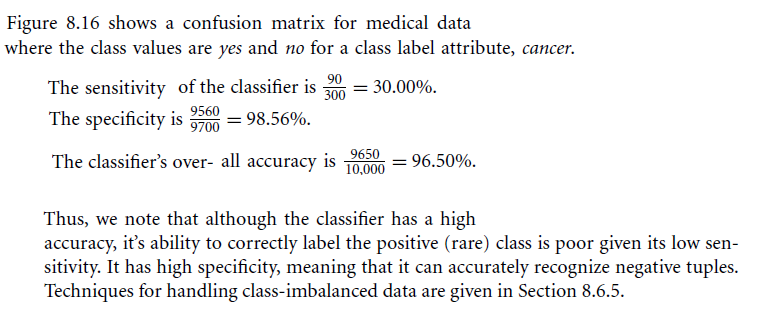 Figure 8.16 shows a confusion matrix for medical data
where the class values are yes and no for a class label attribute, cancer.
The sensitivity of the classifier is 90/300 = 30.00%.
The specificity is 9560/9700 = 98.56%.
The classifier's over- all accuracy is 9650/10,000 = 96.50%.
Thus, we note that although the classifier has a high
accuracy, it's ability to correctly label the positive (rare) class is poor given its low sen-
sitivity. It has high specificity, meaning that it can accurately recognize negative tuples.
Techniques for handling class-imbalanced data are given in Section 8.6.5.